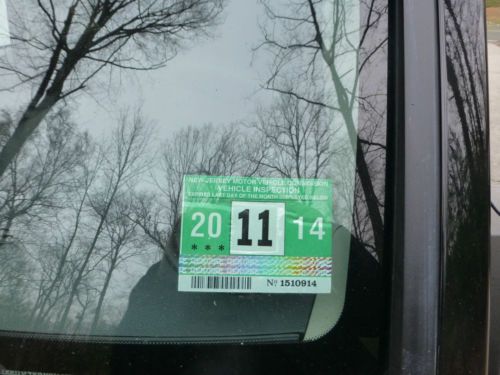 NEW JERSEY MOTOR VEHICLE COMMISSION
VEHICLE INSPECTION
EXPIRES LAST DAY OF THE MONTH DISPLAYED BELOW
20 11 14
***
No 1510914